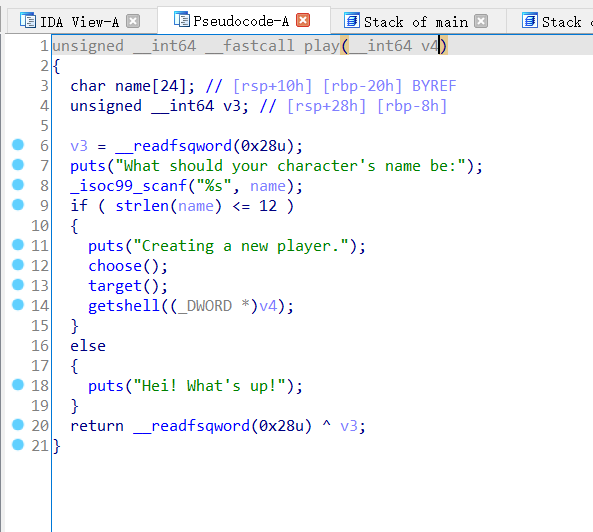 IDA View-A Pseudocode-A Stack of main Stack
1 unsigned __int64 __fastcall play(__int64 v4)
2 {
3 char name[24]; // [rsp+10h] [rbp-20h] BYREF
4 unsigned __int64 v3; // [rsp+28h] [rbp-8h]
5
6 v3 = __readfsqword(0x28u);
7 puts("What should your character's name be:");
8 _isoc99_scanf("%s", name);
9 if ( strlen(name) <= 12 )
10 {
11 puts("Creating a new player.");
12 choose();
13 target();
14 getshell((_DWORD *)v4);
15 }
16 else
17 {
18 puts("Hei! What's up!");
19 }
20 return __readfsqword(0x28u) ^ v3;
21 }